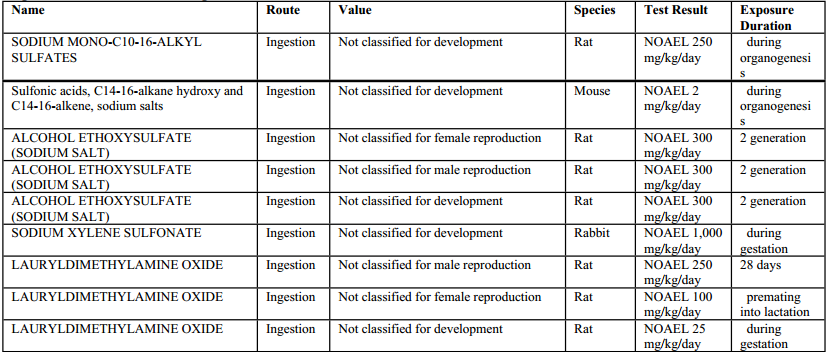 Name Route Value Species Test Result Exposure
Duration
SODIUM MONO-C10-16-ALKYL Ingestion Not classified for development Rat NOAEL 250 during
SULFATES mg/kg/day organogenesi
s
Sulfonic acids, C14-16-alkane hydroxy and Ingestion Not classified for development Mouse NOAEL 2 during
C14-16-alkene, sodium salts mg/kg/day organogenesi
s
ALCOHOL ETHOXYSULFATE Ingestion Not classified for female reproduction Rat NOAEL 300 2 generation
(SODIUM SALT) mg/kg/day
ALCOHOL ETHOXYSULFATE Ingestion Not classified for male reproduction Rat NOAEL 300 2 generation
(SODIUM SALT) mg/kg/day
ALCOHOL ETHOXYSULFATE Ingestion Not classified for development Rat NOAEL 300 2 generation
(SODIUM SALT) mg/kg/day
SODIUM XYLENE SULFONATE Ingestion Not classified for development Rabbit NOAEL 1,000 during
mg/kg/day gestation
LAURYLDIMETHYLAMINE OXIDE Ingestion Not classified for male reproduction Rat NOAEL 250 28 days
mg/kg/day
LAURYLDIMETHYLAMINE OXIDE Ingestion Not classified for female reproduction Rat NOAEL 100 premating
mg/kg/day into lactation
LAURYLDIMETHYLAMINE OXIDE Ingestion Not classified for development Rat NOAEL 25 during
mg/kg/day gestation